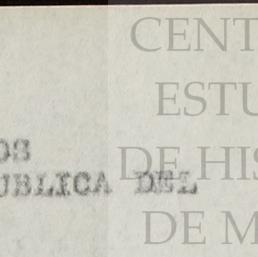 CENT
ESTU
OS
DE HIS
UBLICA DEL
DE M